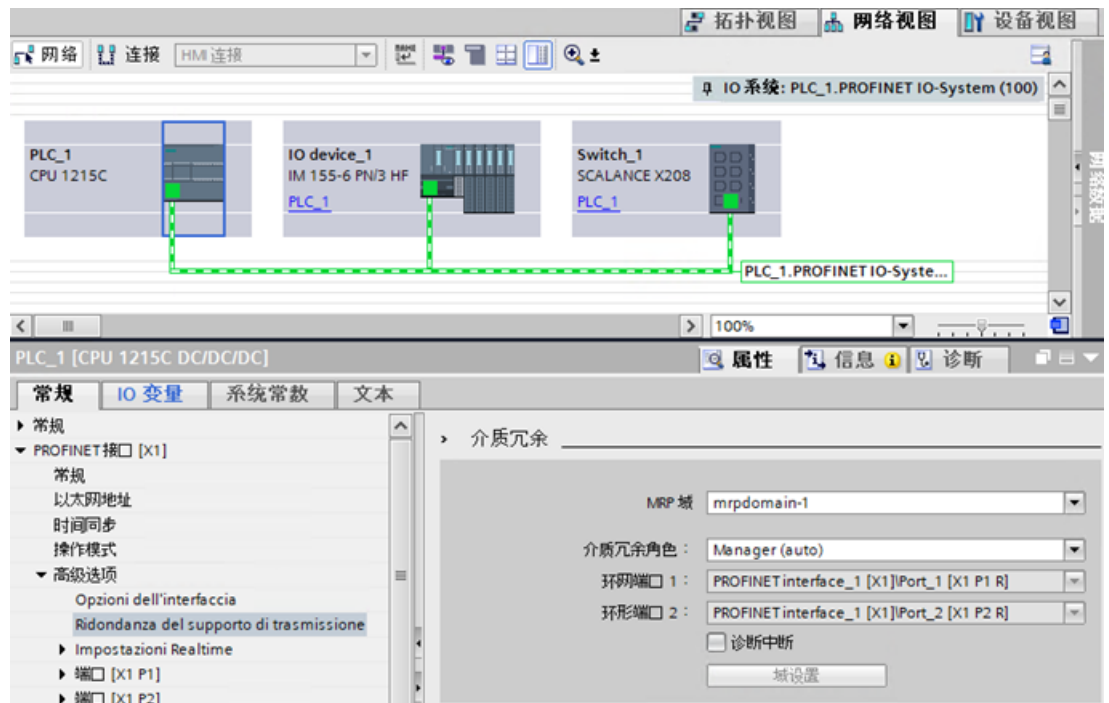 拓扑视图 网络视图 设备视图
网络 连接 HMI 连接
IO 系统: PLC_1.PROFINET IO-System (100)
PLC_1
CPU 1215C
IO device_1
IM 155-6 PN/3 HF
PLC_1
Switch_1
SCALANCE X208
PLC_1
PLC_1.PROFINET IO-Syste...
网络数据
100%
PLC_1 [CPU 1215C DC/DC/DC]
属性 信息 诊断
常规 IO 变量 系统常数 文本
常规
PROFINET接口 [X1]
常规
以太网地址
时间同步
操作模式
高级选项
Opzioni dell'interfaccia
Ridondanza del supporto di trasmissione
Impostazioni Realtime
端口 [X1 P1]
端口 [X1 P2]
介质冗余
MRP 域 mrpdomain-1
介质冗余角色： Manager (auto)
环网端口 1： PROFINET interface_1 [X1]\Port_1 [X1 P1 R]
环形端口 2： PROFINET interface_1 [X1]\Port_2 [X1 P2 R]
诊断中断
域设置